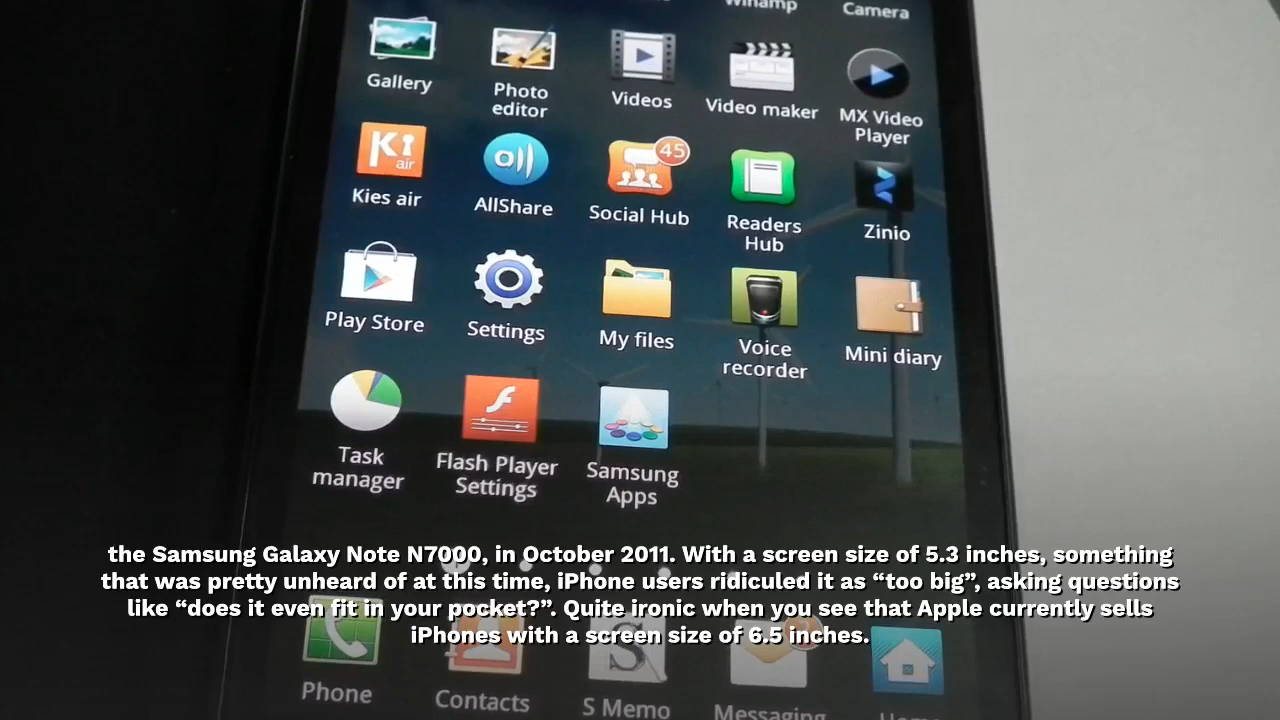 Winamp
Camera
Gallery
Photo
editor
Videos
Video maker
MX Video
Player
Ki
air
Kies air
AllShare
45
Social Hub
Readers
Hub
Zinio
Play Store
Settings
My files
Voice
recorder
Mini diary
Task
manager
Flash Player
Settings
Samsung
Apps
the Samsung Galaxy Note N7000, in October 2011. With a screen size of 5.3 inches, something
that was pretty unheard of at this time, iPhone users ridiculed it as “too big”, asking questions
like “does it even fit in your pocket?”. Quite ironic when you see that Apple currently sells
iPhones with a screen size of 6.5 inches.
Phone
Contacts
S
S Memo
Messaging
Home